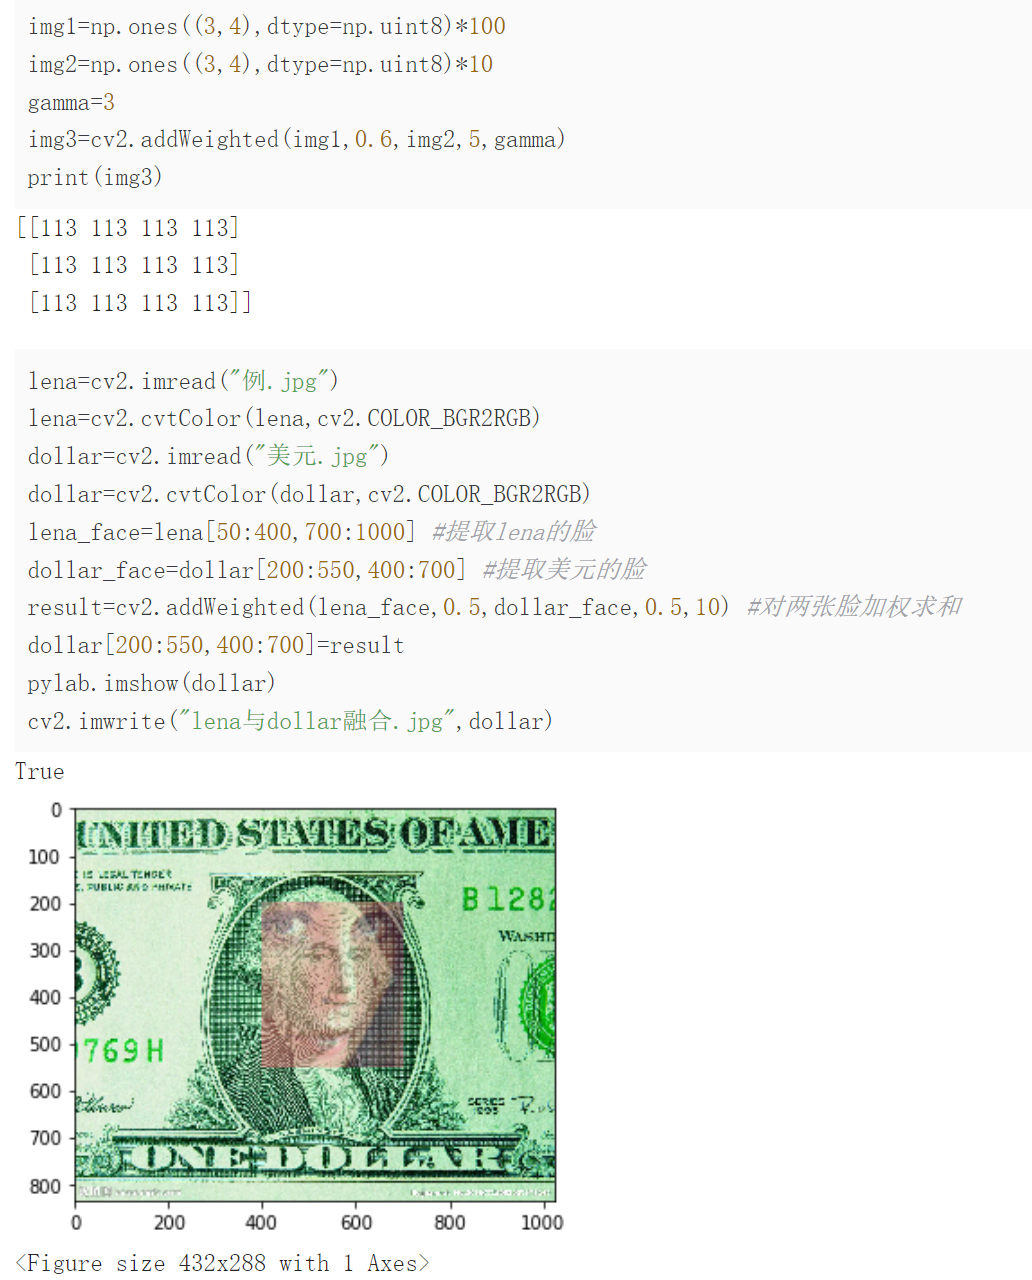 img1=np.ones((3,4),dtype=np.uint8)*100
img2=np.ones((3,4),dtype=np.uint8)*10
gamma=3
img3=cv2.addWeighted(img1,0.6,img2,5,gamma)
print(img3)
[[113 113 113 113]
[113 113 113 113]
[113 113 113 113]]
lena=cv2.imread("例.jpg")
lena=cv2.cvtColor(lena,cv2.COLOR_BGR2RGB)
dollar=cv2.imread("美元.jpg")
dollar=cv2.cvtColor(dollar,cv2.COLOR_BGR2RGB)
lena_face=lena[50:400,700:1000] #提取lena的脸
dollar_face=dollar[200:550,400:700] #提取美元的脸
result=cv2.addWeighted(lena_face,0.5,dollar_face,0.5,10) #对两张脸加权求和
dollar[200:550,400:700]=result
pylab.imshow(dollar)
cv2.imwrite("lena与dollar融合.jpg",dollar)
True
0
UNITED STATES OF AME
100
IS LEGAL TENDER
PUBLIC AND PRIVATE
200
B 1282
WASHI
300
400
500
769 H
600
SERIES
700
ONE DOLLAR
800
0 200 400 600 800 1000
<Figure size 432x288 with 1 Axes>